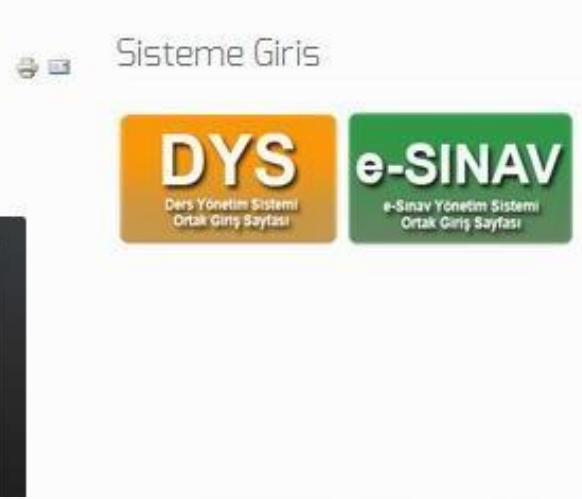 Sisteme Giris
DYS
Ders Yönetim Sistemi
Ortak Giriş Sayfası
e-SINAV
e-Sınav Yönetim Sistemi
Ortak Giriş Sayfası